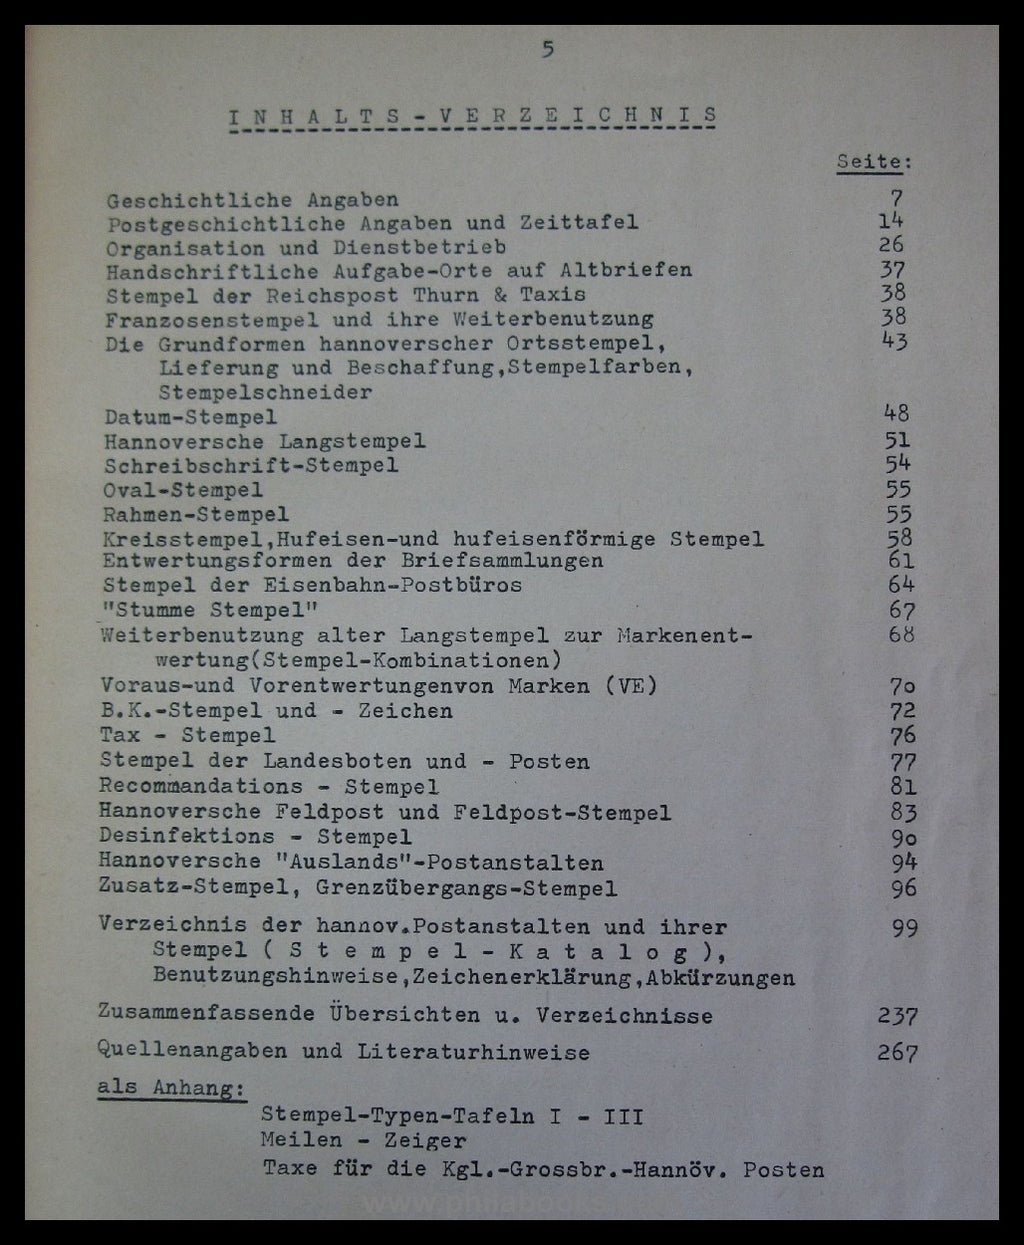 5
I N H A L T S - V E R Z E I C H N I S
Seite:
Geschichtliche Angaben 7
Postgeschichtliche Angaben und Zeittafel 14
Organisation und Dienstbetrieb 26
Handschriftliche Aufgabe-Orte auf Altbriefen 37
Stempel der Reichspost Thurn & Taxis 38
Franzosenstempel und ihre Weiterbenutzung 38
Die Grundformen hannoverscher Ortsstempel, 43
Lieferung und Beschaffung,Stempelfarben,
Stempelschneider
Datum-Stempel 48
Hannoversche Langstempel 51
Schreibschrift-Stempel 54
Oval-Stempel 55
Rahmen-Stempel 55
Kreisstempel,Hufeisen-und hufeisenförmige Stempel 58
Entwertungsformen der Briefsammlungen 61
Stempel der Eisenbahn-Postbüros 64
"Stumme Stempel" 67
Weiterbenutzung alter Langstempel zur Markenent- 68
wertung(Stempel-Kombinationen)
Voraus-und Vorentwertungenvon Marken (VE) 7o
B.K.-Stempel und - Zeichen 72
Tax - Stempel 76
Stempel der Landesboten und - Posten 77
Recommandations - Stempel 81
Hannoversche Feldpost und Feldpost-Stempel 83
Desinfektions - Stempel 9o
Hannoversche "Auslands"-Postanstalten 94
Zusatz-Stempel, Grenzübergangs-Stempel 96
Verzeichnis der hannov.Postanstalten und ihrer 99
Stempel ( S t e m p e l - K a t a l o g ),
Benutzungshinweise,Zeichenerklärung,Abkürzungen
Zusammenfassende Übersichten u. Verzeichnisse 237
Quellenangaben und Literaturhinweise 267
als Anhang:
Stempel-Typen-Tafeln I - III
Meilen - Zeiger
Taxe für die Kgl.-Grossbr.-Hannöv. Posten